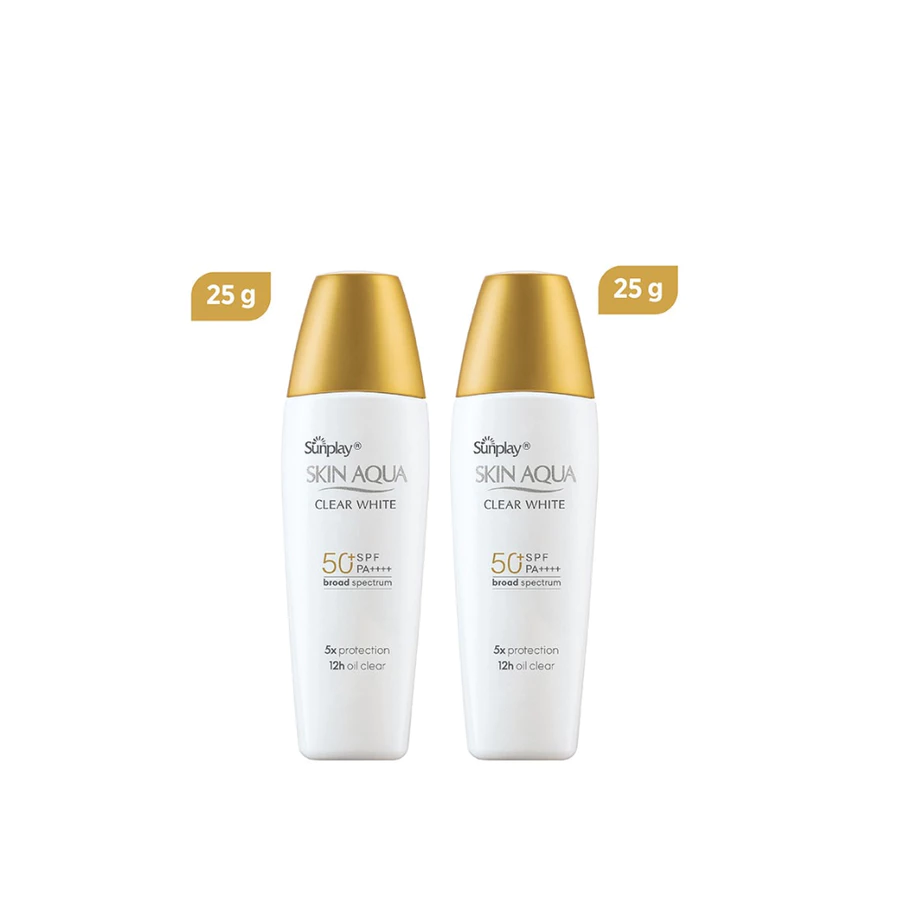 25 g
25 g
Sunplay®
SKIN AQUA
CLEAR WHITE
50+ SPF
PA++++
broad spectrum
5x protection
12h oil clear
Sunplay®
SKIN AQUA
CLEAR WHITE
50+ SPF
PA++++
broad spectrum
5x protection
12h oil clear